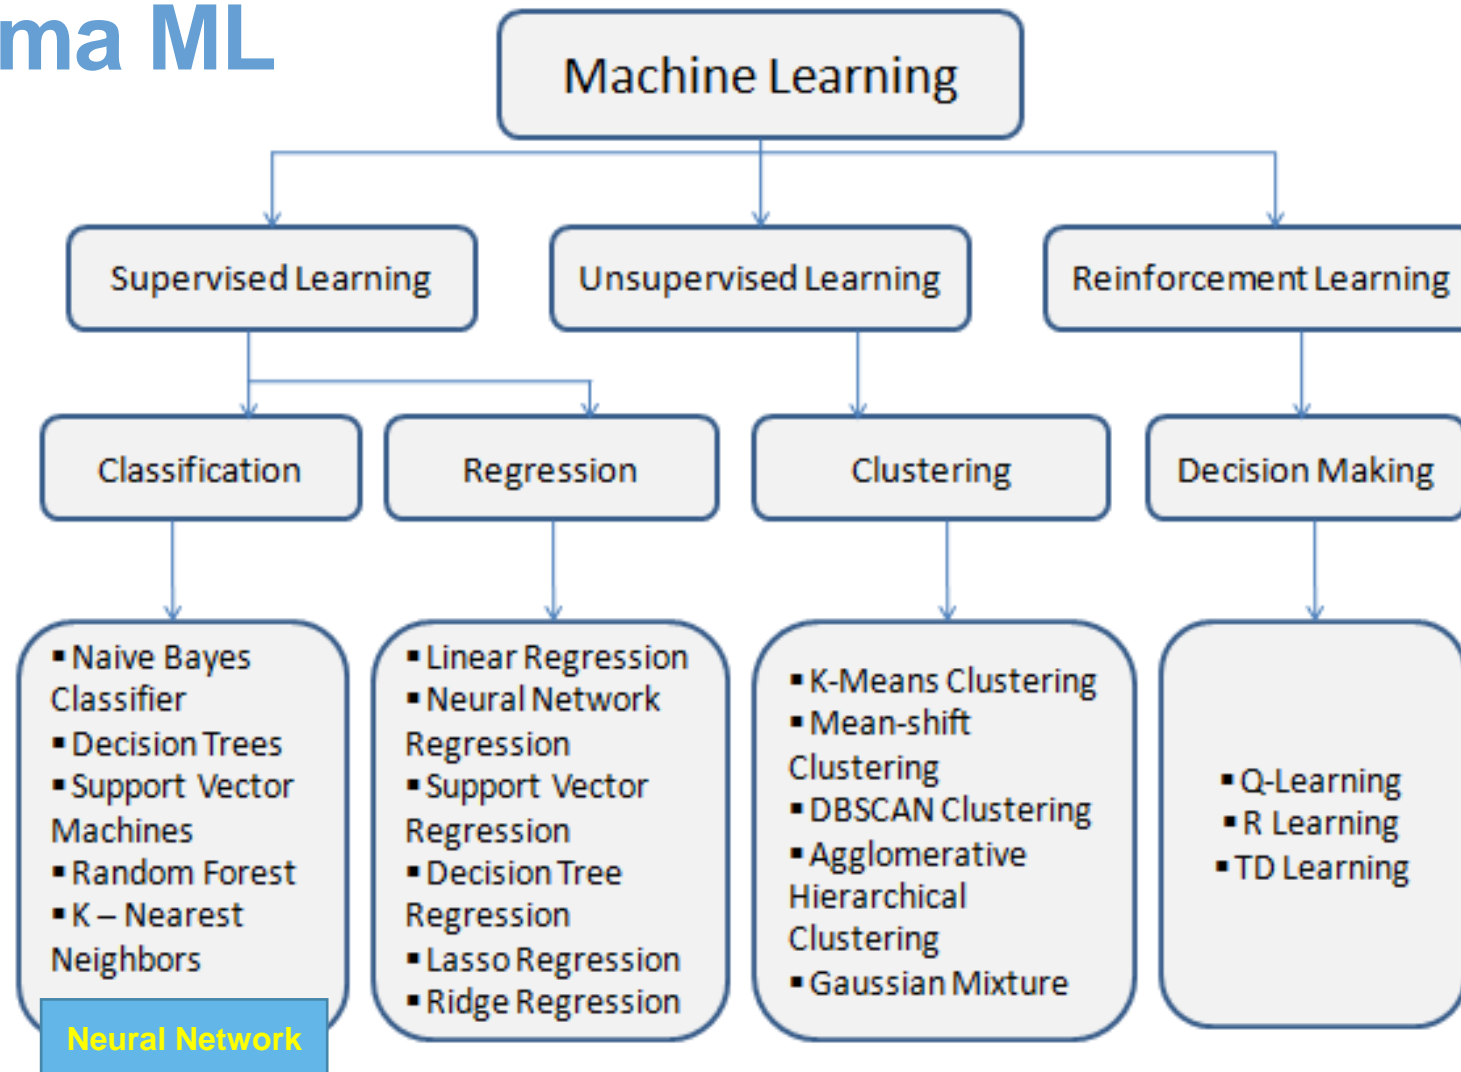 ma ML
Machine Learning
Supervised Learning
Unsupervised Learning
Reinforcement Learning
Classification
Regression
Clustering
Decision Making
▪ Naive Bayes
Classifier
▪ Decision Trees
▪ Support Vector
Machines
▪ Random Forest
▪ K – Nearest
Neighbors
Neural Network
▪ Linear Regression
▪ Neural Network
Regression
▪ Support Vector
Regression
▪ Decision Tree
Regression
▪ Lasso Regression
▪ Ridge Regression
▪ K-Means Clustering
▪ Mean-shift
Clustering
▪ DBSCAN Clustering
▪ Agglomerative
Hierarchical
Clustering
▪ Gaussian Mixture
▪ Q-Learning
▪ R Learning
▪ TD Learning